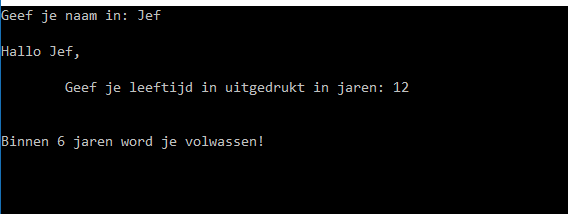 Geef je naam in: Jef
Hallo Jef,
Geef je leeftijd in uitgedrukt in jaren: 12
Binnen 6 jaren word je volwassen!